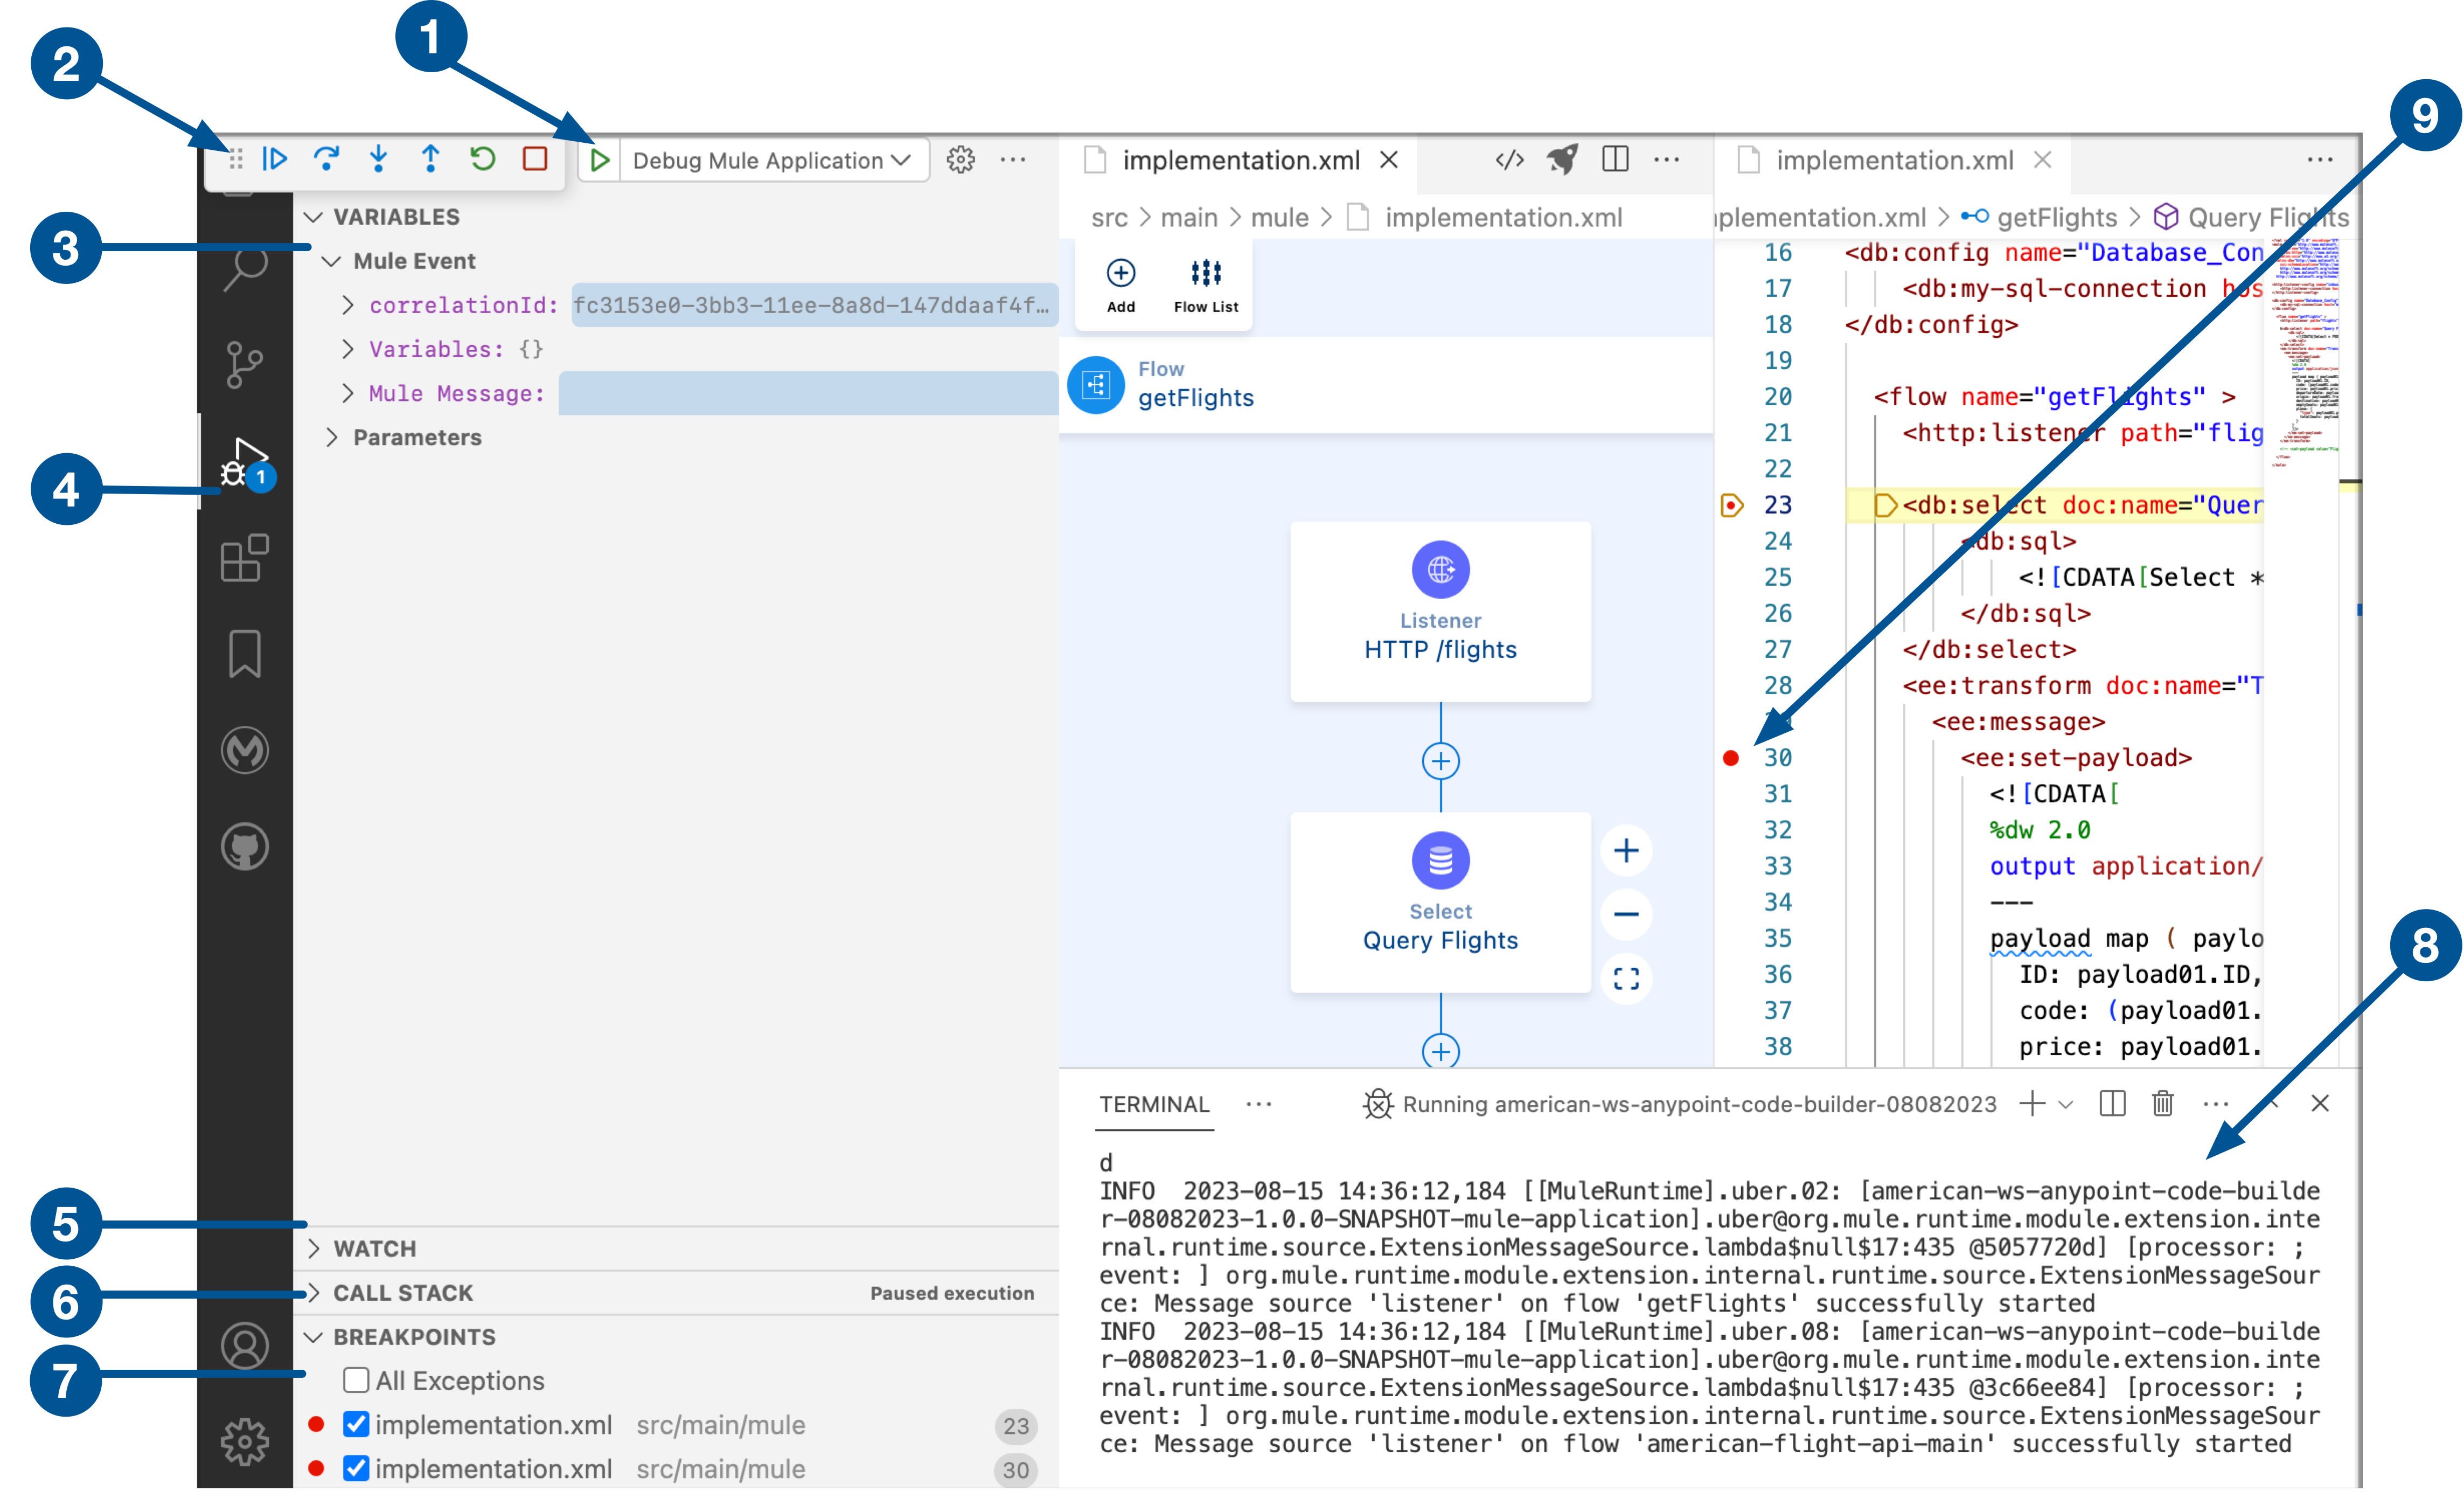 1
2
9
Debug Mule Application
implementation.xml
implementation.xml
3
VARIABLES
Mule Event
correlationId: fc3153e0-3bb3-11ee-8a8d-147ddaaf4f…
Variables: {}
Mule Message:
Parameters
4
1
src > main > mule > implementation.xml
Add
Flow List
Flow
getFlights
Listener
HTTP /flights
Select
Query Flights
plementation.xml > getFlights > Query Flights
16 <db:config name="Database_Con
17 <db:my-sql-connection hos
18 </db:config>
19
20 <flow name="getFlights" >
21 <http:listener path="flig
22
23 <db:select doc:name="Quer
24 <db:sql>
25 <![CDATA[Select *
26 </db:sql>
27 </db:select>
28 <ee:transform doc:name="T
<ee:message>
30 <ee:set-payload>
31 <![CDATA[
32 %dw 2.0
33 output application/
34 ---
35 payload map ( paylo
36 ID: payload01.ID,
37 code: (payload01.
38 price: payload01.
8
5
WATCH
6
CALL STACK
Paused execution
7
BREAKPOINTS
All Exceptions
implementation.xml src/main/mule 23
implementation.xml src/main/mule 30
TERMINAL
Running american-ws-anypoint-code-builder-08082023
d
INFO  2023-08-15 14:36:12,184 [[MuleRuntime].uber.02: [american-ws-anypoint-code-builde
r-08082023-1.0.0-SNAPSHOT-mule-application].uber@org.mule.runtime.module.extension.inte
rnal.runtime.source.ExtensionMessageSource.lambda$null$17:435 @5057720d] [processor: ;
event: ] org.mule.runtime.module.extension.internal.runtime.source.ExtensionMessageSour
ce: Message source 'listener' on flow 'getFlights' successfully started
INFO  2023-08-15 14:36:12,184 [[MuleRuntime].uber.08: [american-ws-anypoint-code-builde
r-08082023-1.0.0-SNAPSHOT-mule-application].uber@org.mule.runtime.module.extension.inte
rnal.runtime.source.ExtensionMessageSource.lambda$null$17:435 @3c66ee84] [processor: ;
event: ] org.mule.runtime.module.extension.internal.runtime.source.ExtensionMessageSour
ce: Message source 'listener' on flow 'american-flight-api-main' successfully started